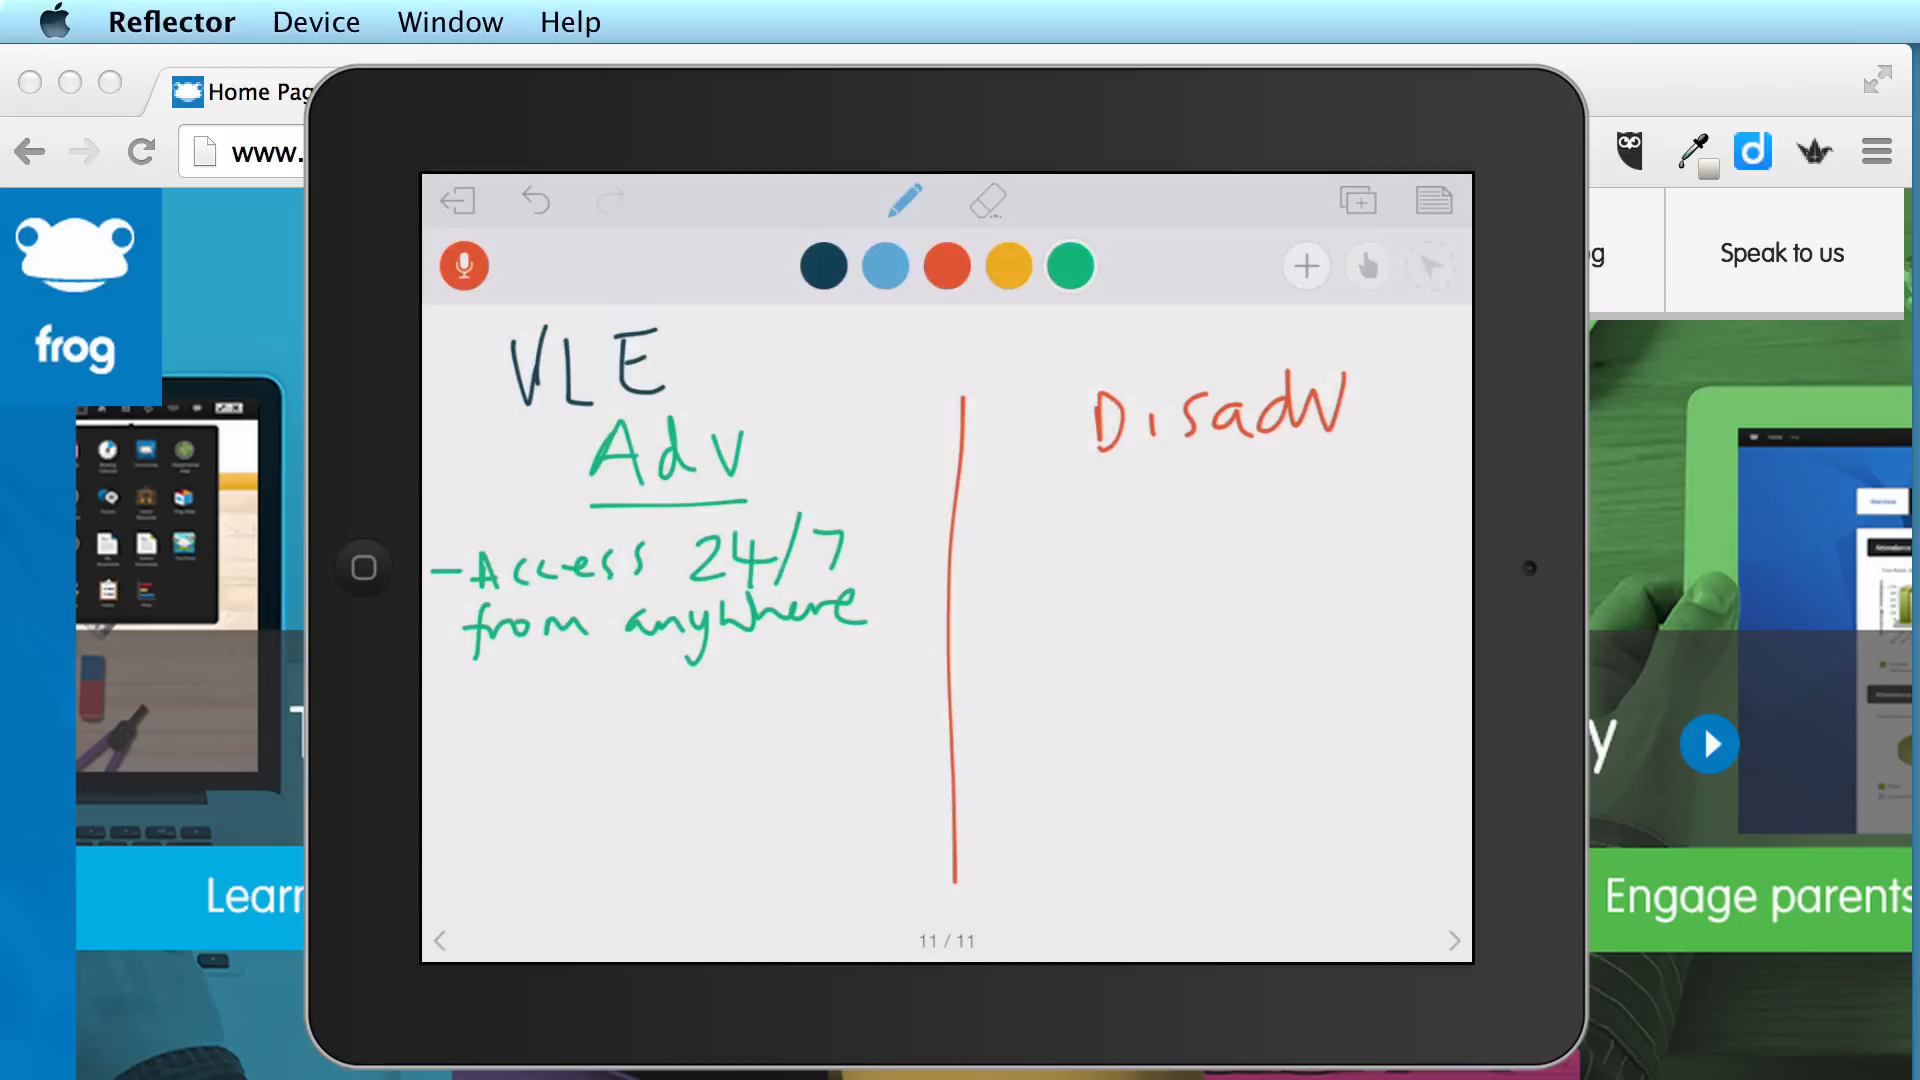 Reflector Device Window Help
Home Pag
www.
og
Speak to us
frog
VLE
Adv
Disadv
- Access 24/7
from anywhere
T
y
Learn
Engage parents
11 / 11